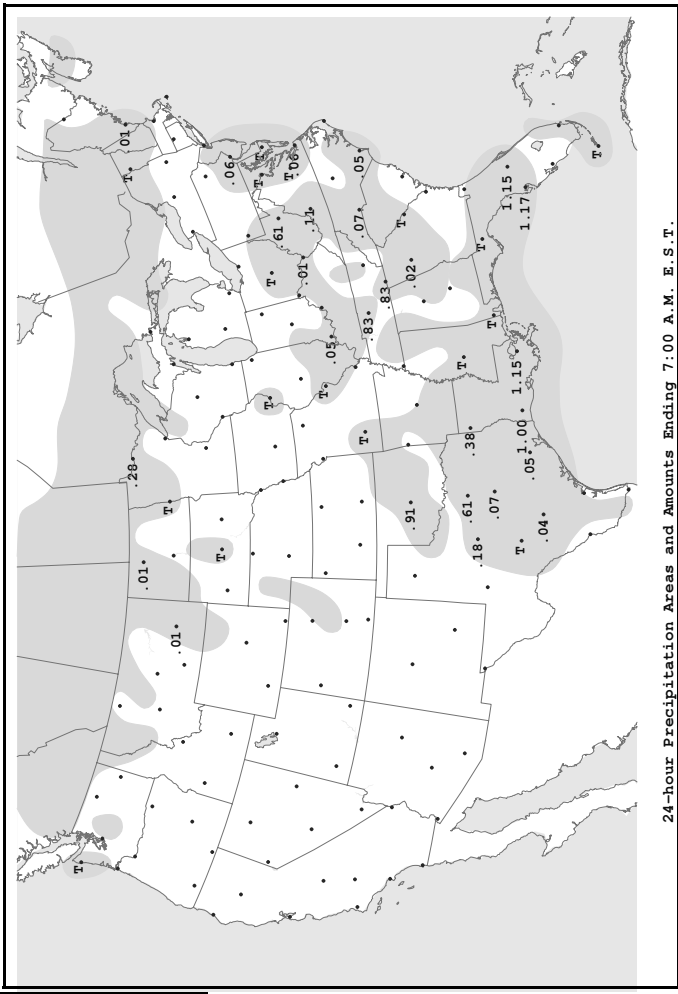 T
.01
T
.28
.01
T
.01
T
.06
T
T
T
T
.61
T
.06
.01
.11
T
.05
.07
.05
T
.83
.83
T
.91
.02
T
.61
.38
.18
T
T
.07
1.15
1.15
T
1.00
1.17
.05
.04
T
24-hour Precipitation Areas and Amounts Ending 7:00 A.M. E.S.T.